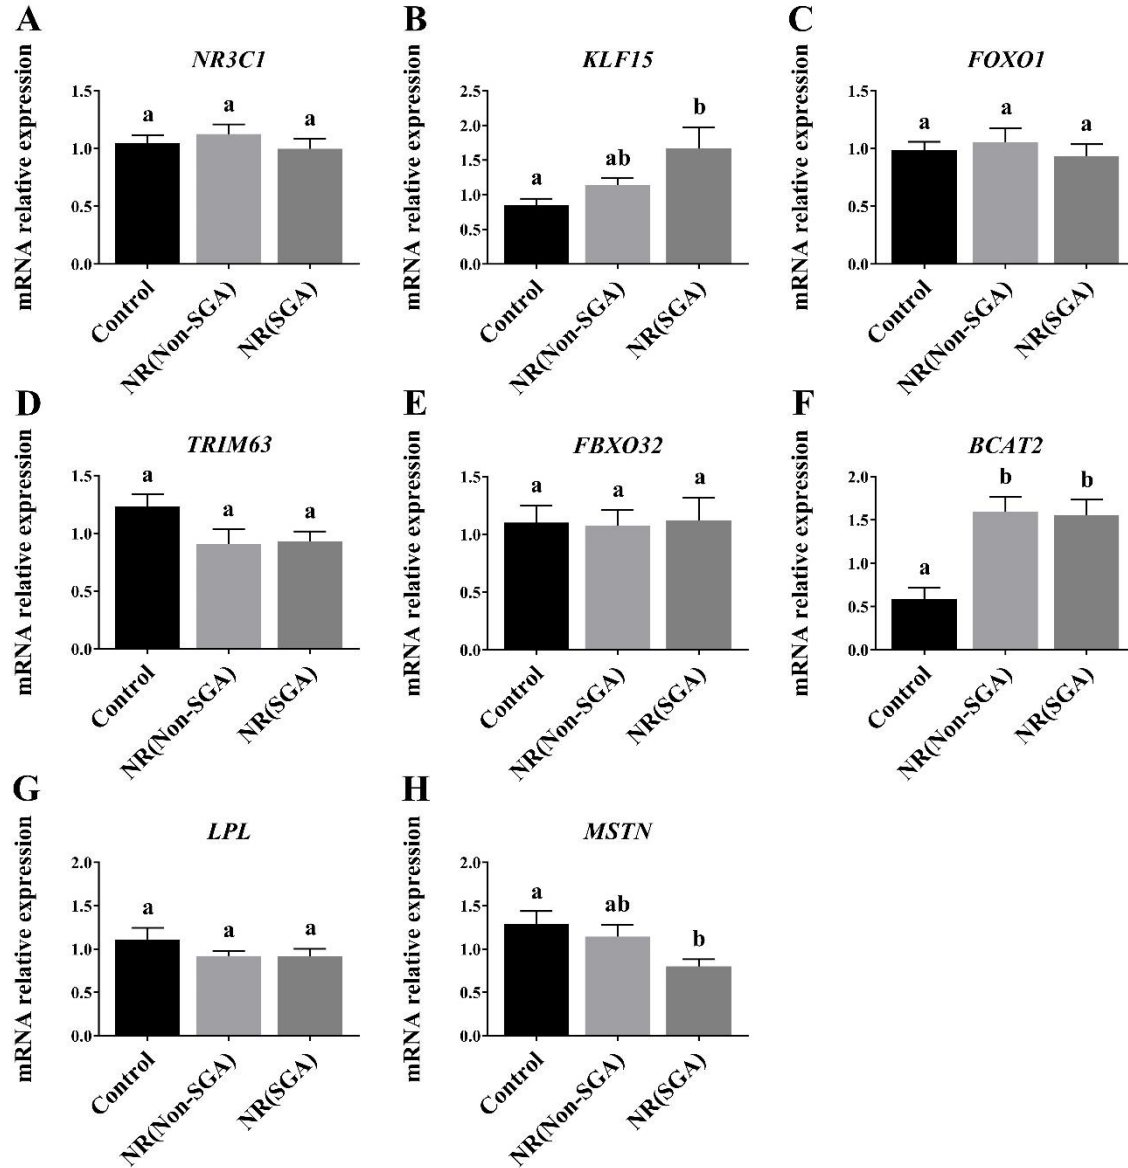 A
NR3C1
mRNA relative expression
1.5
1.0
0.5
0.0
a
a
a
Control
NR(Non-SGA)
NR(SGA)
B
KLF15
mRNA relative expression
2.5
2.0
1.5
1.0
0.5
0.0
a
ab
b
Control
NR(Non-SGA)
NR(SGA)
C
FOXO1
mRNA relative expression
1.5
1.0
0.5
0.0
a
a
a
Control
NR(Non-SGA)
NR(SGA)
D
TRIM63
mRNA relative expression
1.5
1.0
0.5
0.0
a
a
a
Control
NR(Non-SGA)
NR(SGA)
E
FBXO32
mRNA relative expression
1.5
1.0
0.5
0.0
a
a
a
Control
NR(Non-SGA)
NR(SGA)
F
BCAT2
mRNA relative expression
2.0
1.5
1.0
0.5
0.0
a
b
b
Control
NR(Non-SGA)
NR(SGA)
G
LPL
mRNA relative expression
2.0
1.5
1.0
0.5
0.0
a
a
a
Control
NR(Non-SGA)
NR(SGA)
H
MSTN
mRNA relative expression
2.0
1.5
1.0
0.5
0.0
a
ab
b
Control
NR(Non-SGA)
NR(SGA)